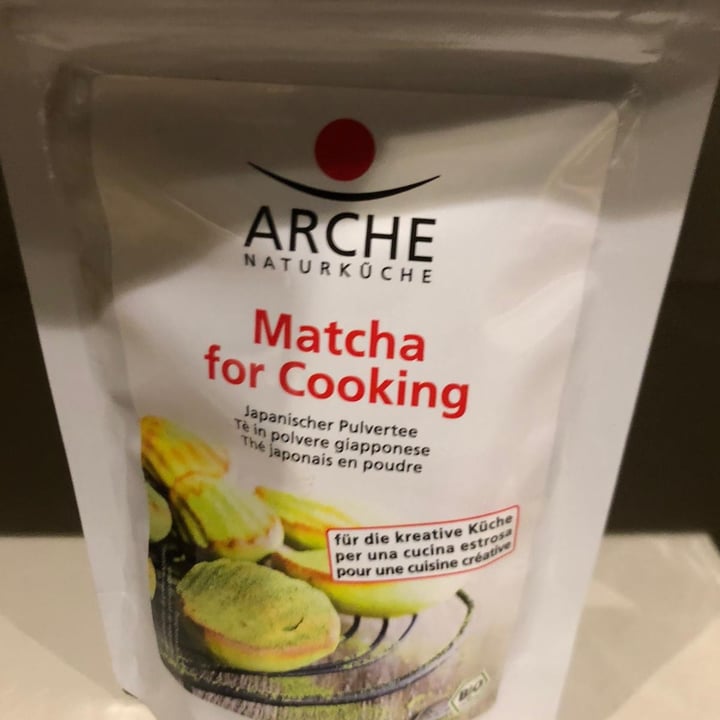 ARCHE
NATURKÜCHE
Matcha
for Cooking
Japanischer Pulvertee
Tè in polvere giapponese
Thé japonais en poudre
für die kreative Küche
per una cucina estrosa
pour une cuisine créative
BIO